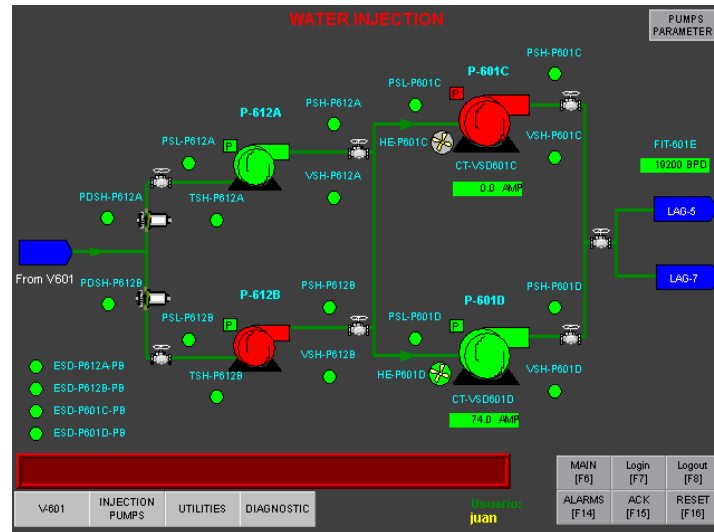 WATER INJECTION
PUMPS
PARAMETER
PSH-P601C
P-601C
PSL-P601C
P
PSH-P612A
P-612A
PSL-P612A
P
HE-P601C
VSH-P601C
FIT-601E
19200 BPD
CT-VSD601C
0.0 AMP
VSH-P612A
TSH-P612A
PDSH-P612A
LAG-5
From V601
LAG-7
PDSH-P612B
P-612B
PSH-P612B
P-601D
PSH-P601D
PSL-P612B
P
PSL-P601D
P
VSH-P612B
TSH-P612B
HE-P601D
VSH-P601D
CT-VSD601D
74.0 AMP
ESD-P612A-PB
ESD-P612B-PB
ESD-P601C-PB
ESD-P601D-PB
MAIN
[F6]
Login
[F7]
Logout
[F8]
V-601
INJECTION
PUMPS
UTILITIES
DIAGNOSTIC
Usuario:
juan
ALARMS
[F14]
ACK
[F15]
RESET
[F16]